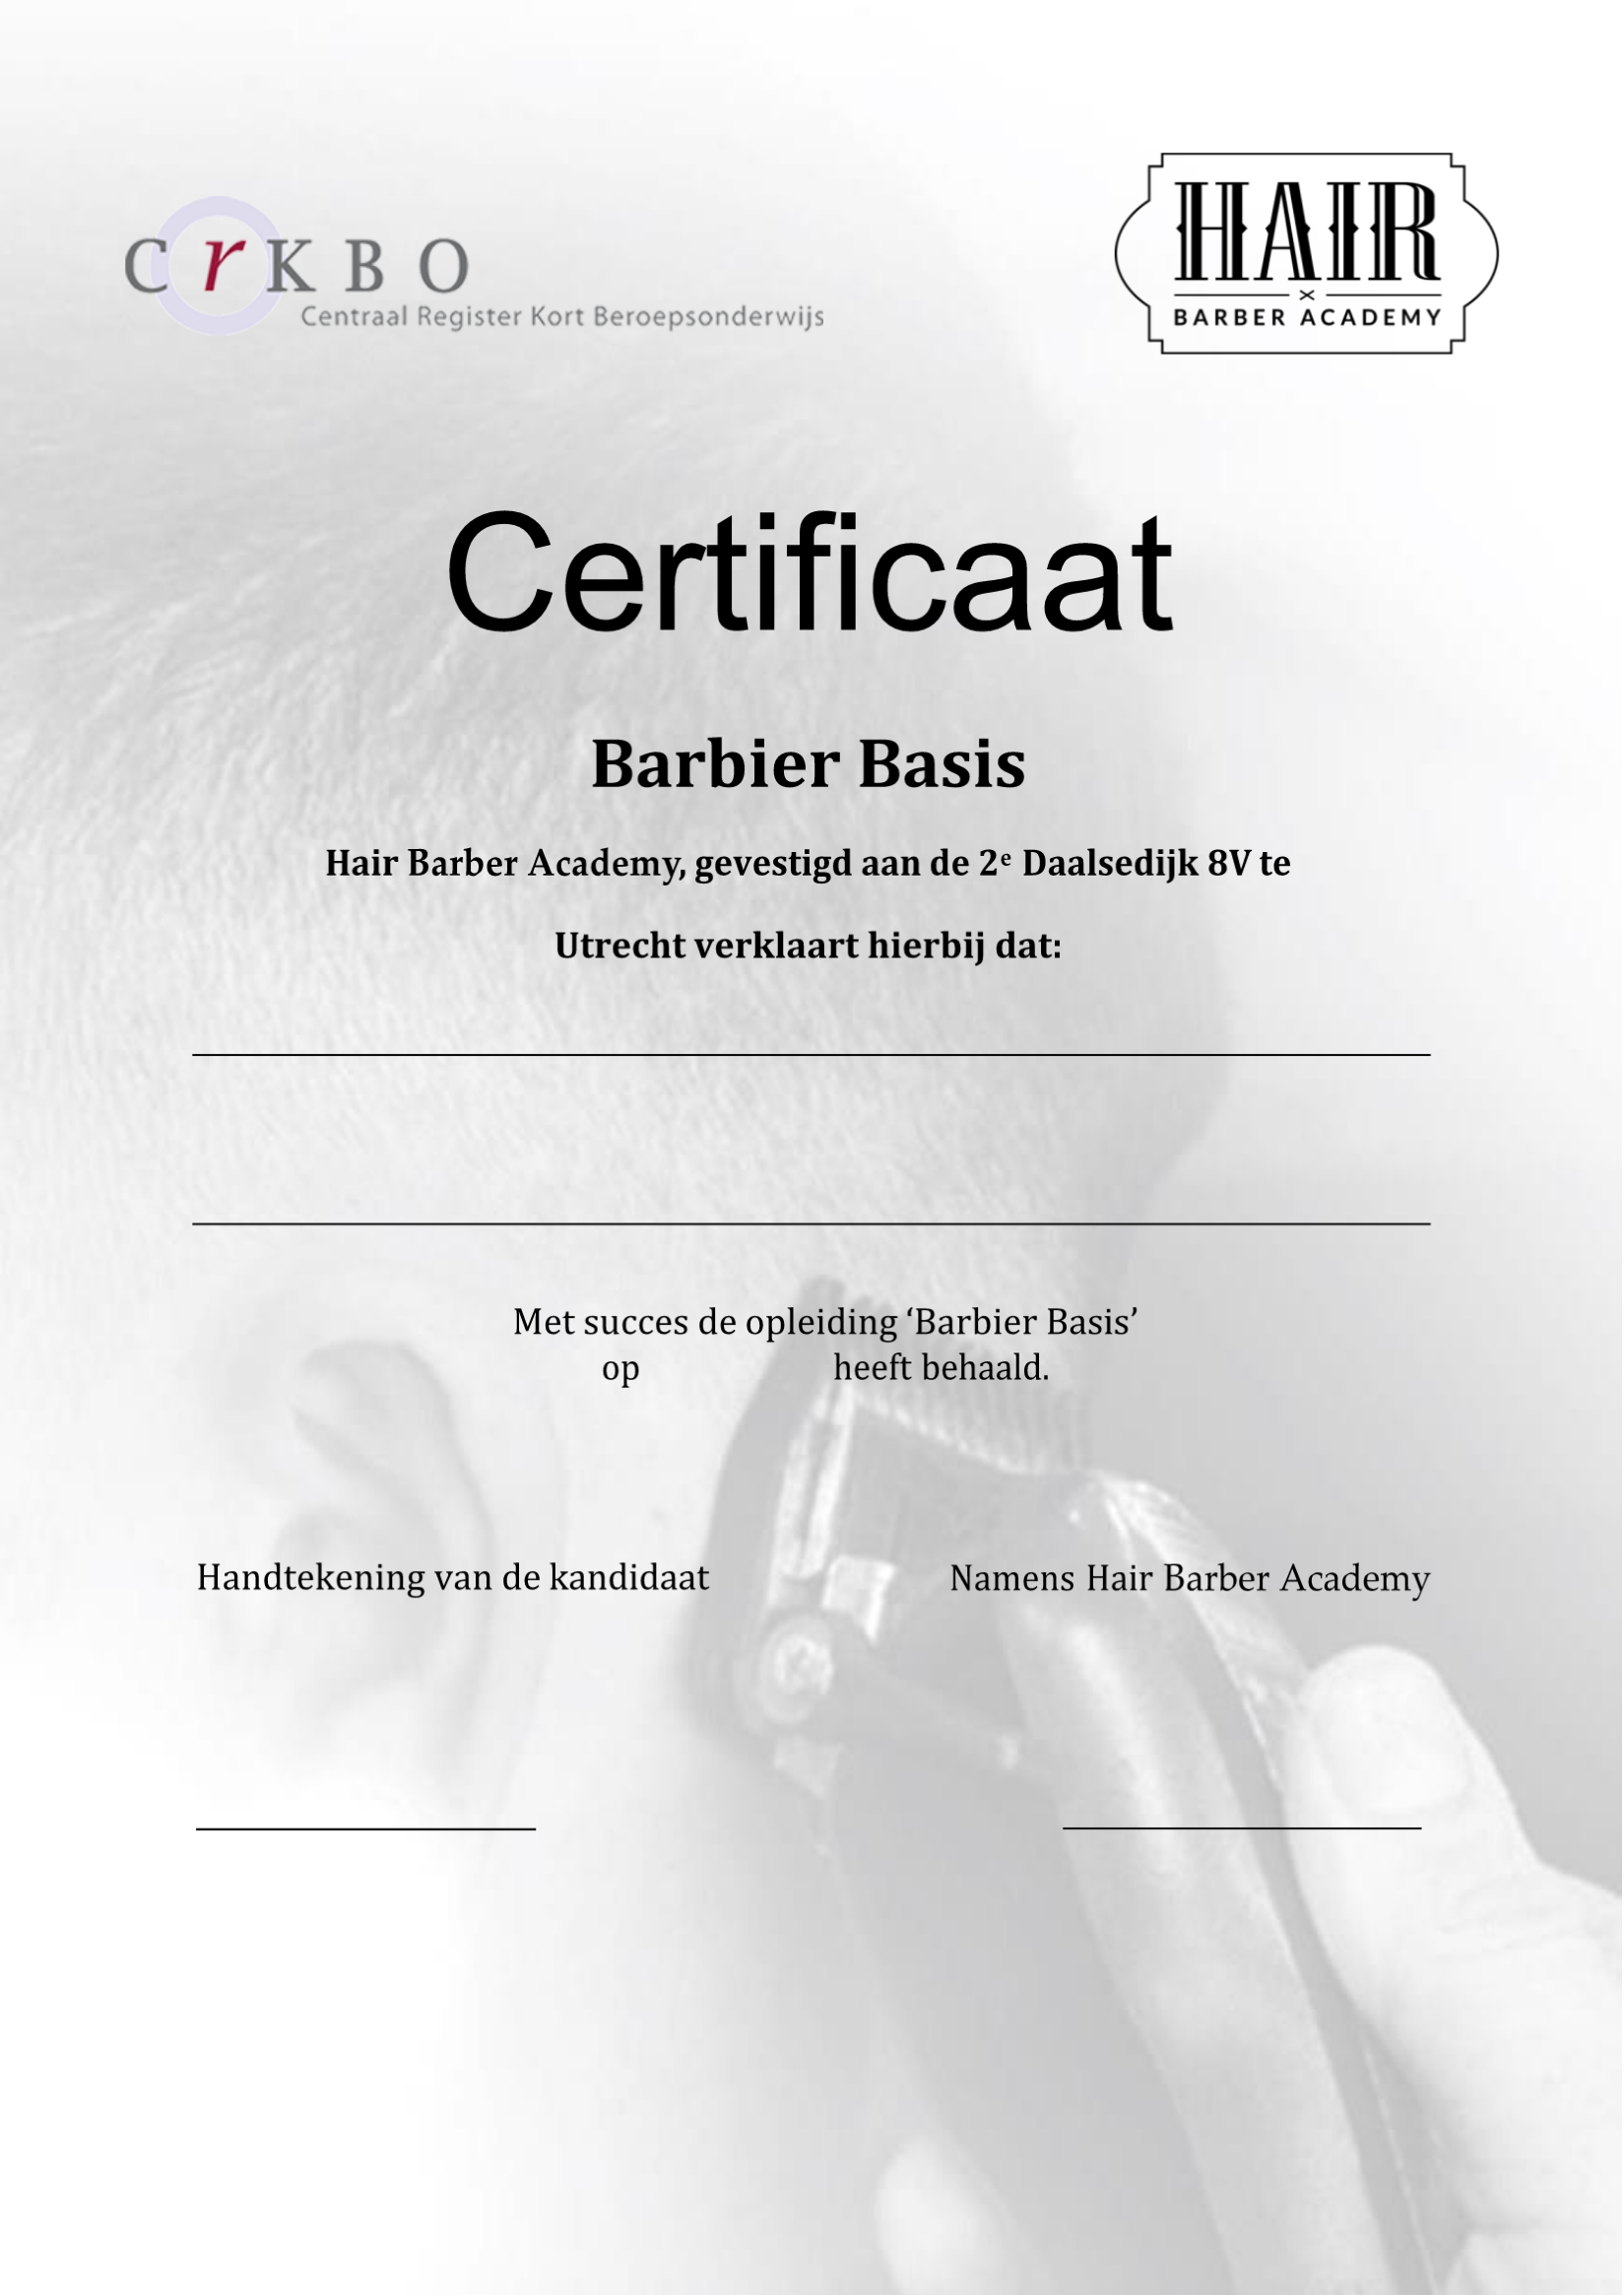 CrKBO
Centraal Register Kort Beroepsonderwijs
HAIR
BARBER ACADEMY
Certificaat
Barbier Basis
Hair Barber Academy, gevestigd aan de 2e Daalsedijk 8V te
Utrecht verklaart hierbij dat:
Met succes de opleiding ‘Barbier Basis’
op heeft behaald.
Handtekening van de kandidaat
Namens Hair Barber Academy